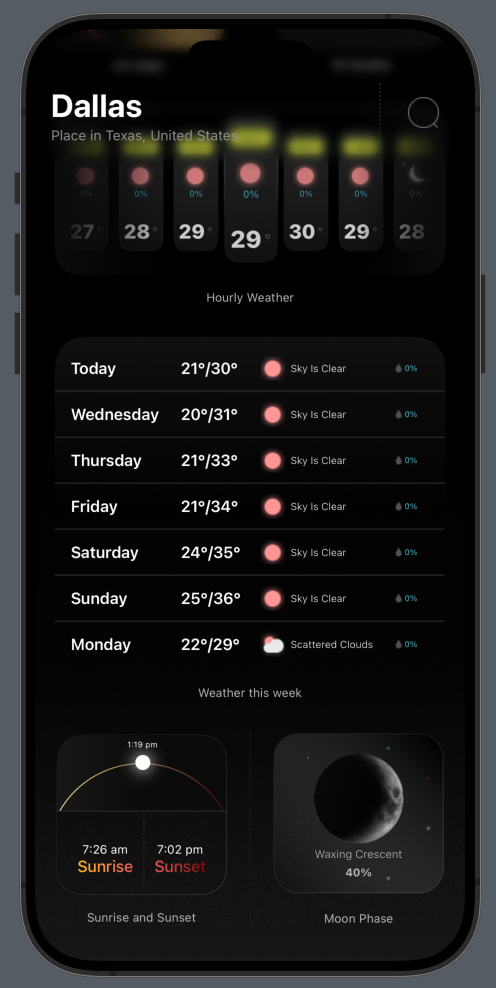 Dallas
Place in Texas, United States
0% 0% 0% 0% 0% 0% 0%
27° 28° 29° 29° 30° 29° 28°
Hourly Weather
Today 21°/30° Sky Is Clear 0%
Wednesday 20°/31° Sky Is Clear 0%
Thursday 21°/33° Sky Is Clear 0%
Friday 21°/34° Sky Is Clear 0%
Saturday 24°/35° Sky Is Clear 0%
Sunday 25°/36° Sky Is Clear 0%
Monday 22°/29° Scattered Clouds 0%
Weather this week
1:19 pm
7:26 am 7:02 pm
Sunrise Sunset
Waxing Crescent
40%
Sunrise and Sunset
Moon Phase